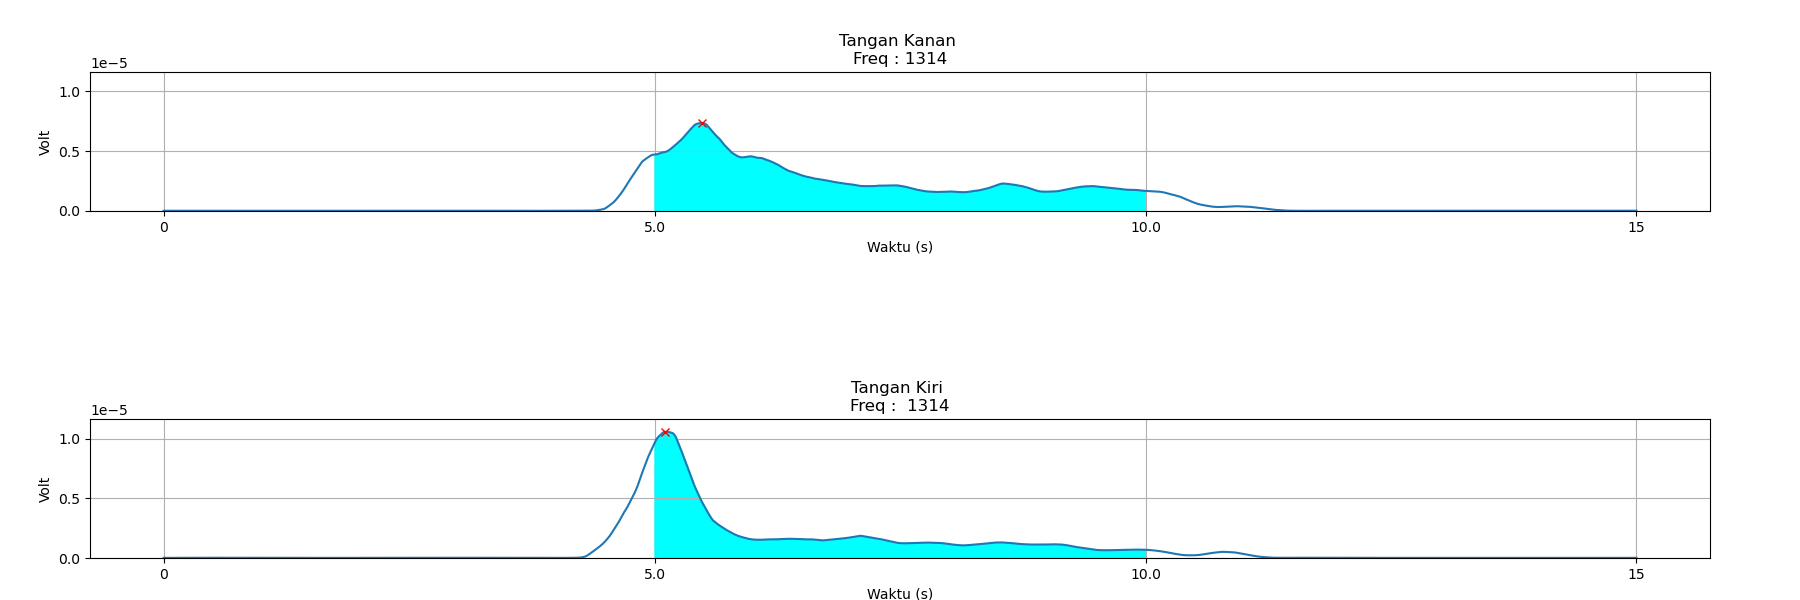 Tangan Kanan
Freq : 1314
1e−5
1.0
0.5
0.0
Volt
0 5.0 10.0 15
Waktu (s)
Tangan Kiri
Freq :  1314
1e−5
1.0
0.5
0.0
Volt
0 5.0 10.0 15
Waktu (s)